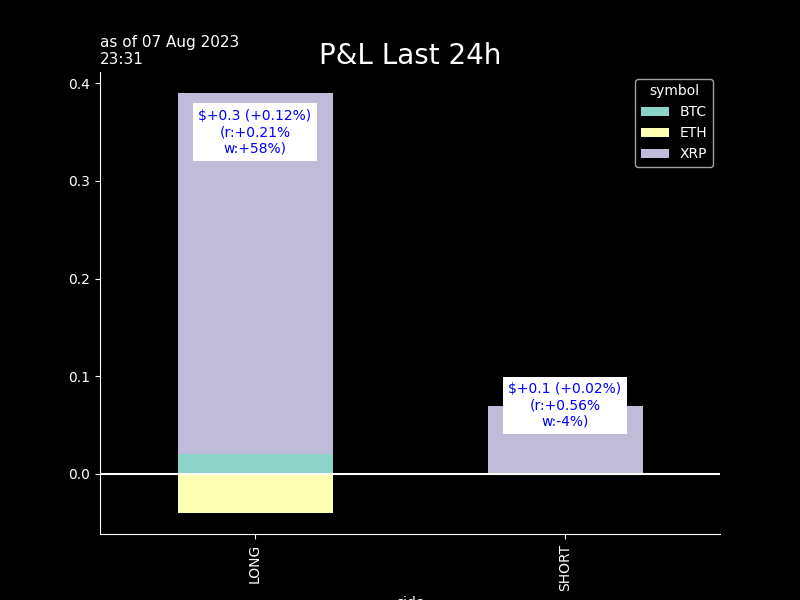 as of 07 Aug 2023
23:31
P&L Last 24h
0.4
0.3
0.2
0.1
0.0
symbol
BTC
ETH
XRP
$+0.3 (+0.12%)
(r:+0.21%
w:+58%)
$+0.1 (+0.02%)
(r:+0.56%
w:-4%)
LONG
SHORT